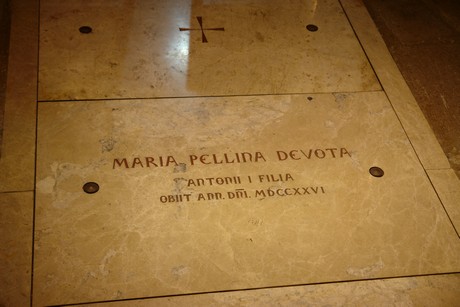 MARIA PELLINA DEVOTA
ANTONII I FILIA
OBIIT ANN. DNI. MDCCXXVI